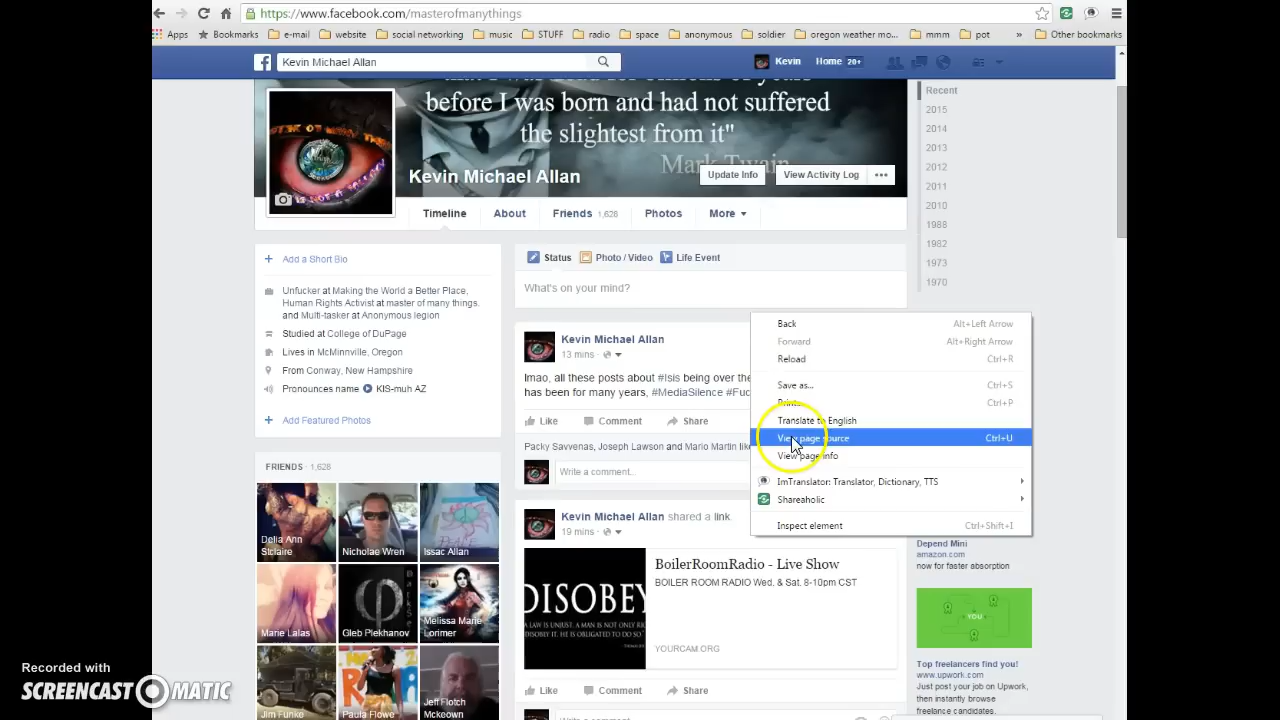 https://www.facebook.com/masterofmanythings
Apps Bookmarks e-mail website social networking music STUFF radio space anonymous soldier oregon weather mo... mmm pot » Other bookmarks
Kevin Michael Allan
Kevin Home 20+
before I was born and had not suffered
the slightest from it"
Mark Twain
Kevin Michael Allan
Update Info
View Activity Log
Timeline About Friends 1,628 Photos More
Recent
2015
2014
2013
2012
2011
2010
1988
1982
1973
1970
+ Add a Short Bio
Unfucker at Making the World a Better Place,
Human Rights Activist at master of many things.
and Multi-tasker at Anonymous legion
Studied at College of DuPage
Lives in McMinnville, Oregon
From Conway, New Hampshire
Pronounces name KIS-muh AZ
+ Add Featured Photos
FRIENDS · 1,628
Delia Ann
Stclaire
Nicholae Wren
Issac Allan
Marie Lalas
Gleb Plekhanov
Melissa Marie
Lorimer
Jim Funke
Paula Flowe
Jeff Flotch
Mckeown
Status Photo / Video Life Event
What's on your mind?
Kevin Michael Allan
13 mins ·
lmao, all these posts about #Isis being over the
has been for many years, #MediaSilence
Like Comment Share
Packy Savvenas, Joseph Lawson and Mario Martin
Write a comment...
Kevin Michael Allan shared a link.
19 mins ·
DISOBEY
BoilerRoomRadio - Live Show
BOILER ROOM RADIO Wed. & Sat. 8-10pm CST
YOURCAM.ORG
Like Comment Share
Back Alt+Left Arrow
Forward Alt+Right Arrow
Reload Ctrl+R
Save as... Ctrl+S
Print... Ctrl+P
Translate to English
View page source Ctrl+U
View page info
ImTranslator: Translator, Dictionary, TTS
Shareaholic
Inspect element Ctrl+Shift+I
Depend Mini
amazon.com
now for faster absorption
YOU
Top freelancers find you!
www.upwork.com
Just post your job on Upwork,
then instantly browse
freelance candidates.
Recorded with
SCREENCAST O MATIC